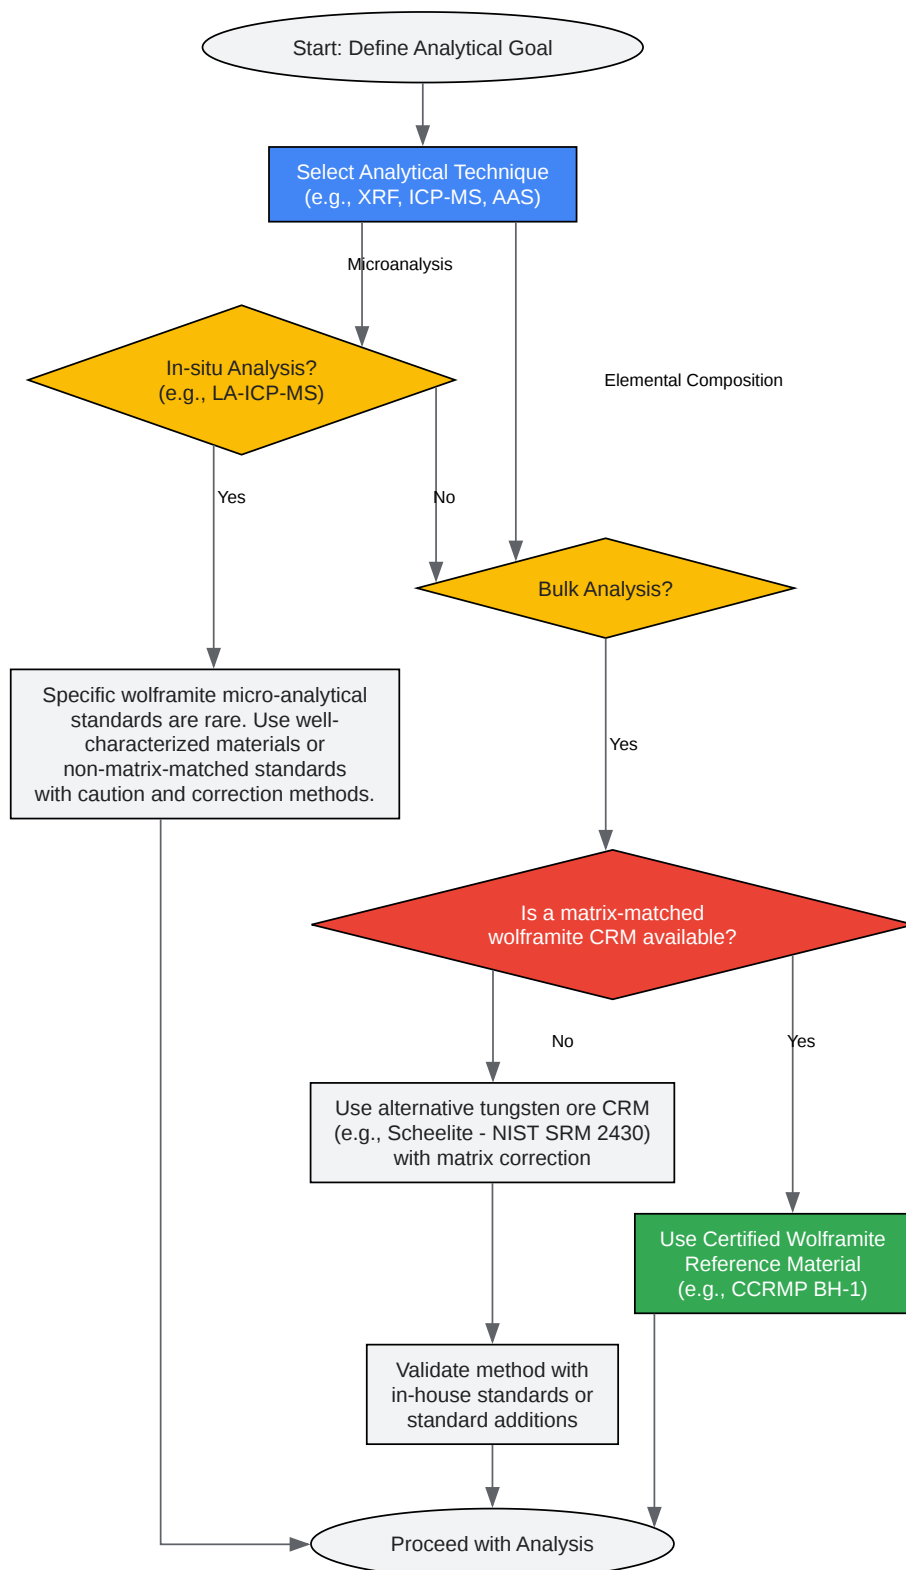 Start: Define Analytical Goal
Select Analytical Technique
(e.g., XRF, ICP-MS, AAS)
Microanalysis
In-situ Analysis?
(e.g., LA-ICP-MS)
Elemental Composition
Yes
No
Bulk Analysis?
Specific wolframite micro-analytical
standards are rare. Use well-
characterized materials or
non-matrix-matched standards
with caution and correction methods.
Yes
Is a matrix-matched
wolframite CRM available?
No
Yes
Use alternative tungsten ore CRM
(e.g., Scheelite - NIST SRM 2430)
with matrix correction
Use Certified Wolframite
Reference Material
(e.g., CCRMP BH-1)
Validate method with
in-house standards or
standard additions
Proceed with Analysis